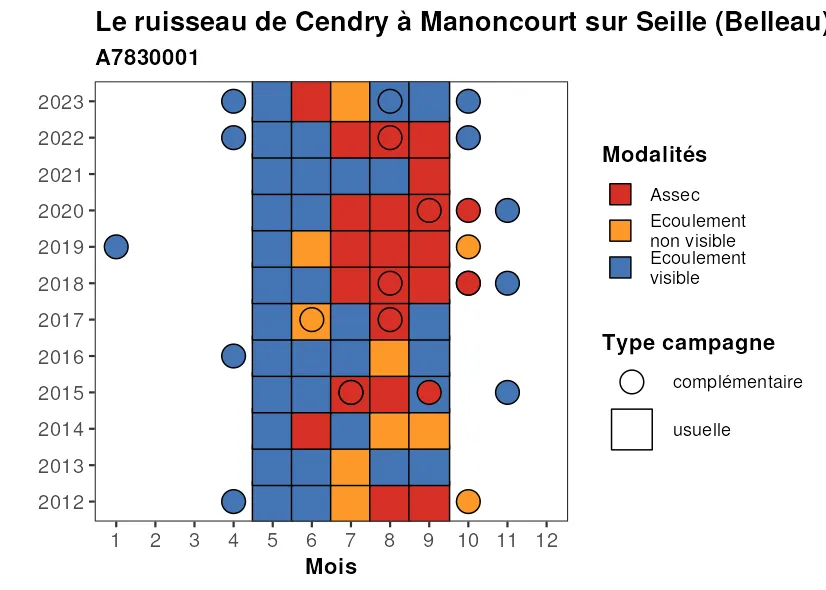 Le ruisseau de Cendry à Manoncourt sur Seille (Belleau)
A7830001
2023
2022
2021
2020
2019
2018
2017
2016
2015
2014
2013
2012
1 2 3 4 5 6 7 8 9 10 11 12
Mois
Modalités
Assec
Ecoulement
non visible
Ecoulement
visible
Type campagne
complémentaire
usuelle